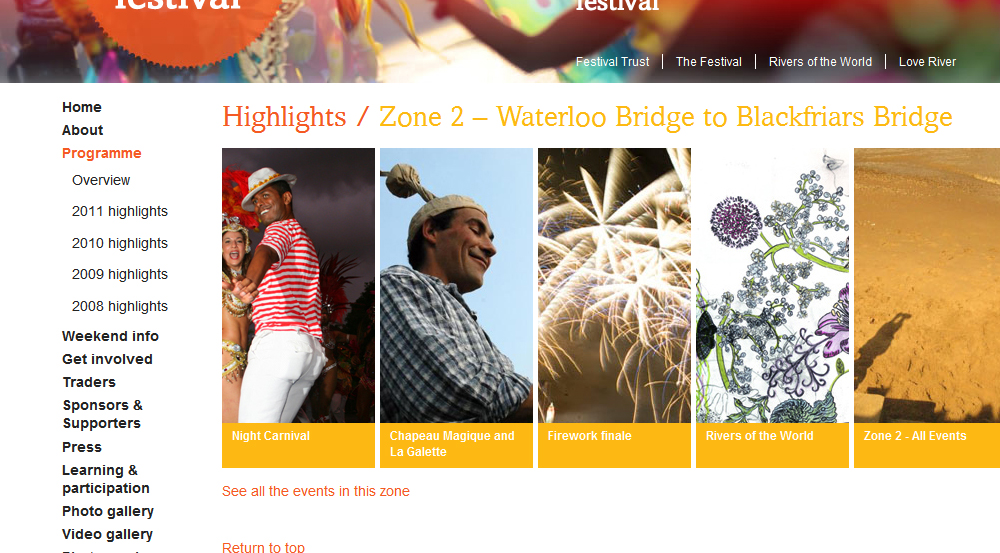 festival
festival
Festival Trust | The Festival | Rivers of the World | Love River
Home
About
Programme
Overview
2011 highlights
2010 highlights
2009 highlights
2008 highlights
Weekend info
Get involved
Traders
Sponsors &
Supporters
Press
Learning &
participation
Photo gallery
Video gallery
Highlights / Zone 2 – Waterloo Bridge to Blackfriars Bridge
Night Carnival
Chapeau Magique and
La Galette
Firework finale
Rivers of the World
Zone 2 - All Events
See all the events in this zone
Return to top